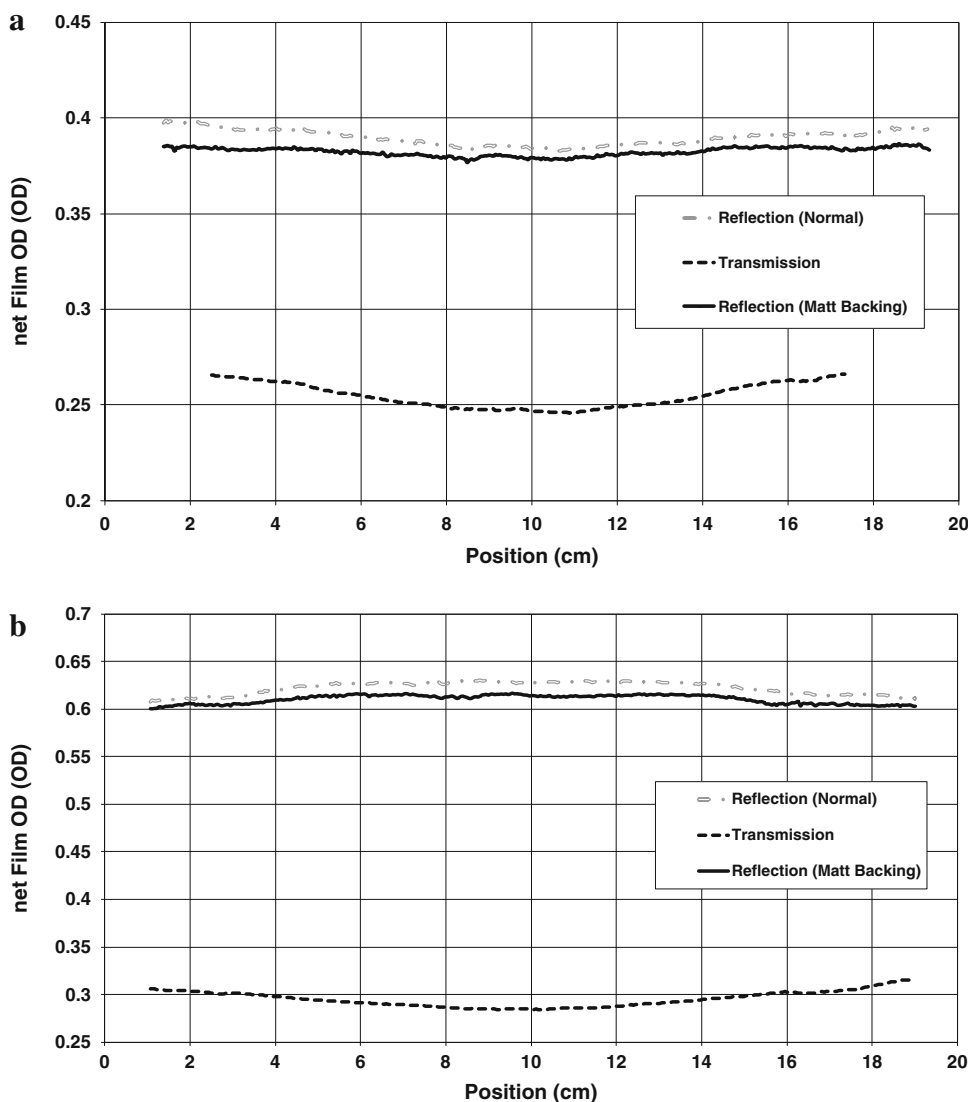 a
0.45
0.4
0.35
0.3
0.25
0.2
net Film OD (OD)
Reflection (Normal)
Transmission
Reflection (Matt Backing)
0 2 4 6 8 10 12 14 16 18 20
Position (cm)
b
0.7
0.65
0.6
0.55
0.5
0.45
0.4
0.35
0.3
0.25
net Film OD (OD)
Reflection (Normal)
Transmission
Reflection (Matt Backing)
0 2 4 6 8 10 12 14 16 18 20
Position (cm)